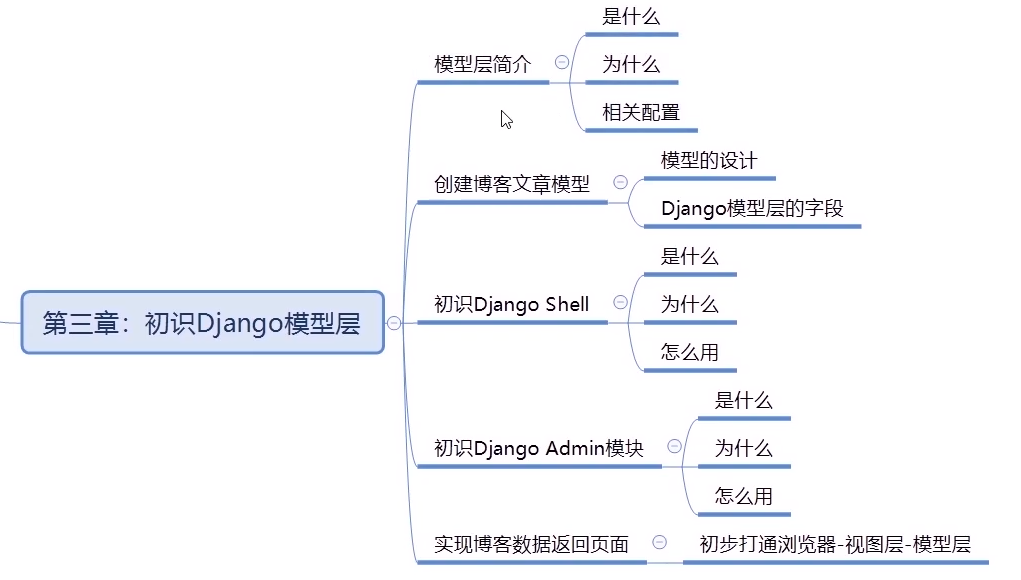 第三章：初识Django模型层
模型层简介
是什么
为什么
相关配置
创建博客文章模型
模型的设计
Django模型层的字段
初识Django Shell
是什么
为什么
怎么用
初识Django Admin模块
是什么
为什么
怎么用
实现博客数据返回页面
初步打通浏览器-视图层-模型层